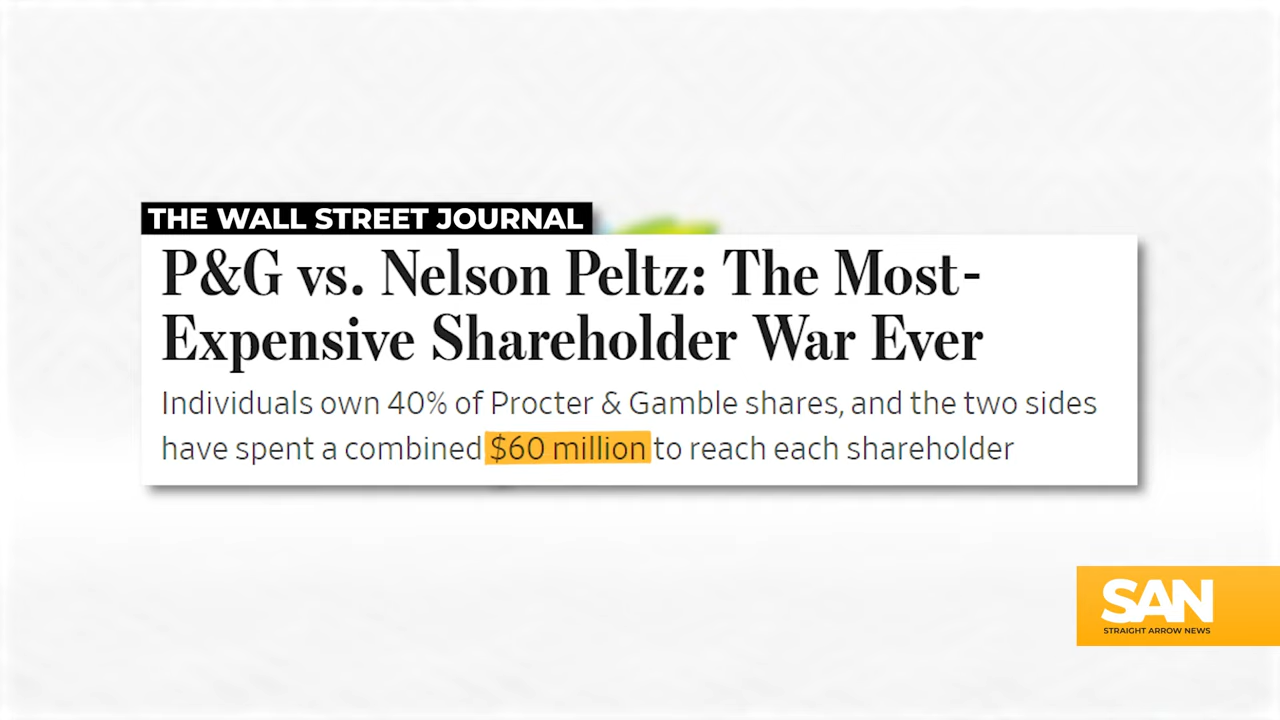 THE WALL STREET JOURNAL
P&G vs. Nelson Peltz: The Most-
Expensive Shareholder War Ever
Individuals own 40% of Procter & Gamble shares, and the two sides
have spent a combined $60 million to reach each shareholder
SAN
STRAIGHT ARROW NEWS